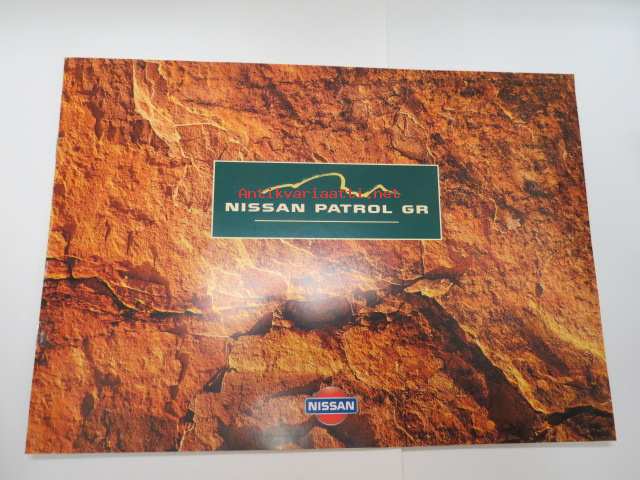 Antikvariaatti.net
NISSAN PATROL GR
NISSAN